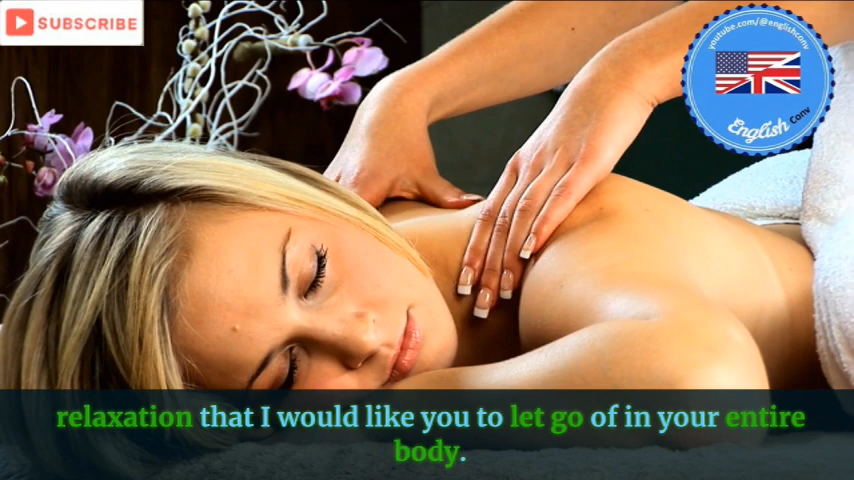 SUBSCRIBE
youtube.com/@englishconv
English Conv
relaxation that I would like you to let go of in your entire
body.